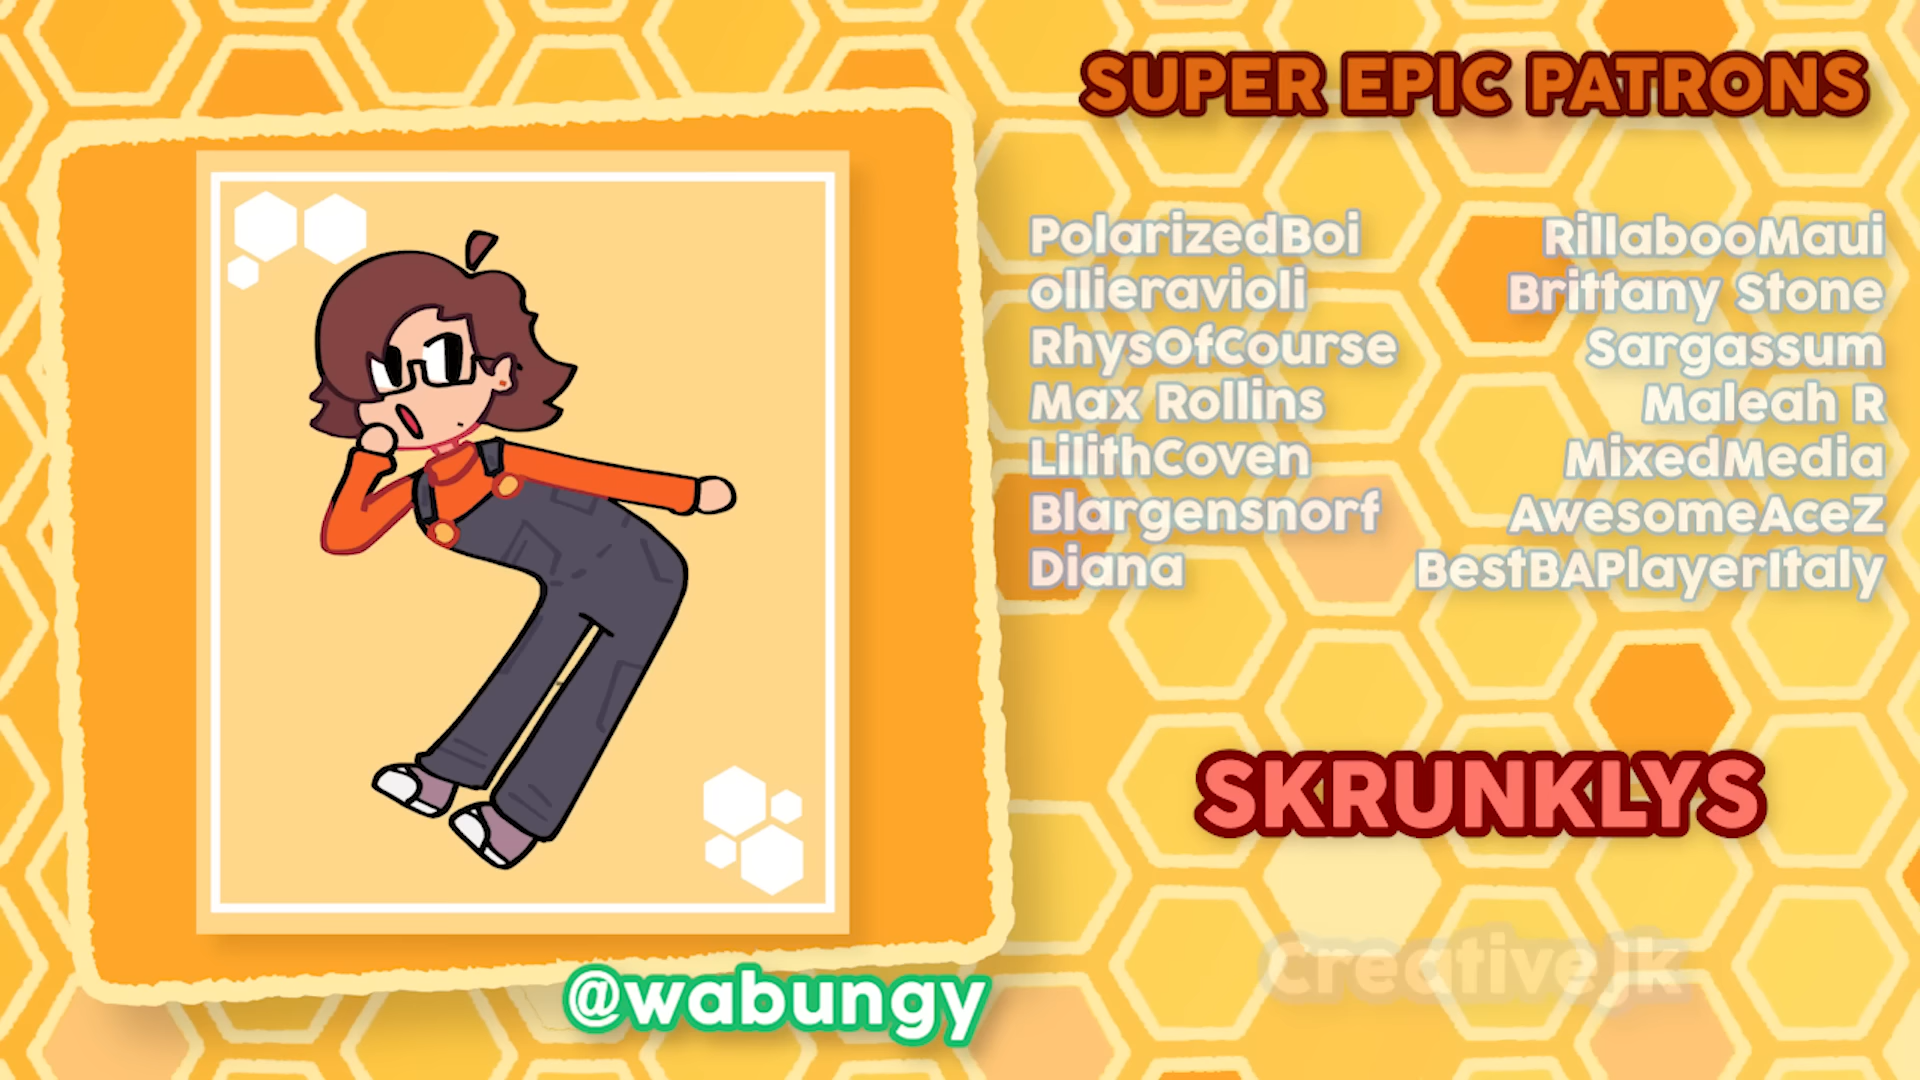 SUPER EPIC PATRONS
PolarizedBoi
ollieravioli
RhysOfCourse
Max Rollins
LilithCoven
Blargensnorf
Diana
RillabooMaui
Brittany Stone
Sargassum
Maleah R
MixedMedia
AwesomeAceZ
BestBAPlayerItaly
SKRUNKLYS
CreativeJk
@wabungy